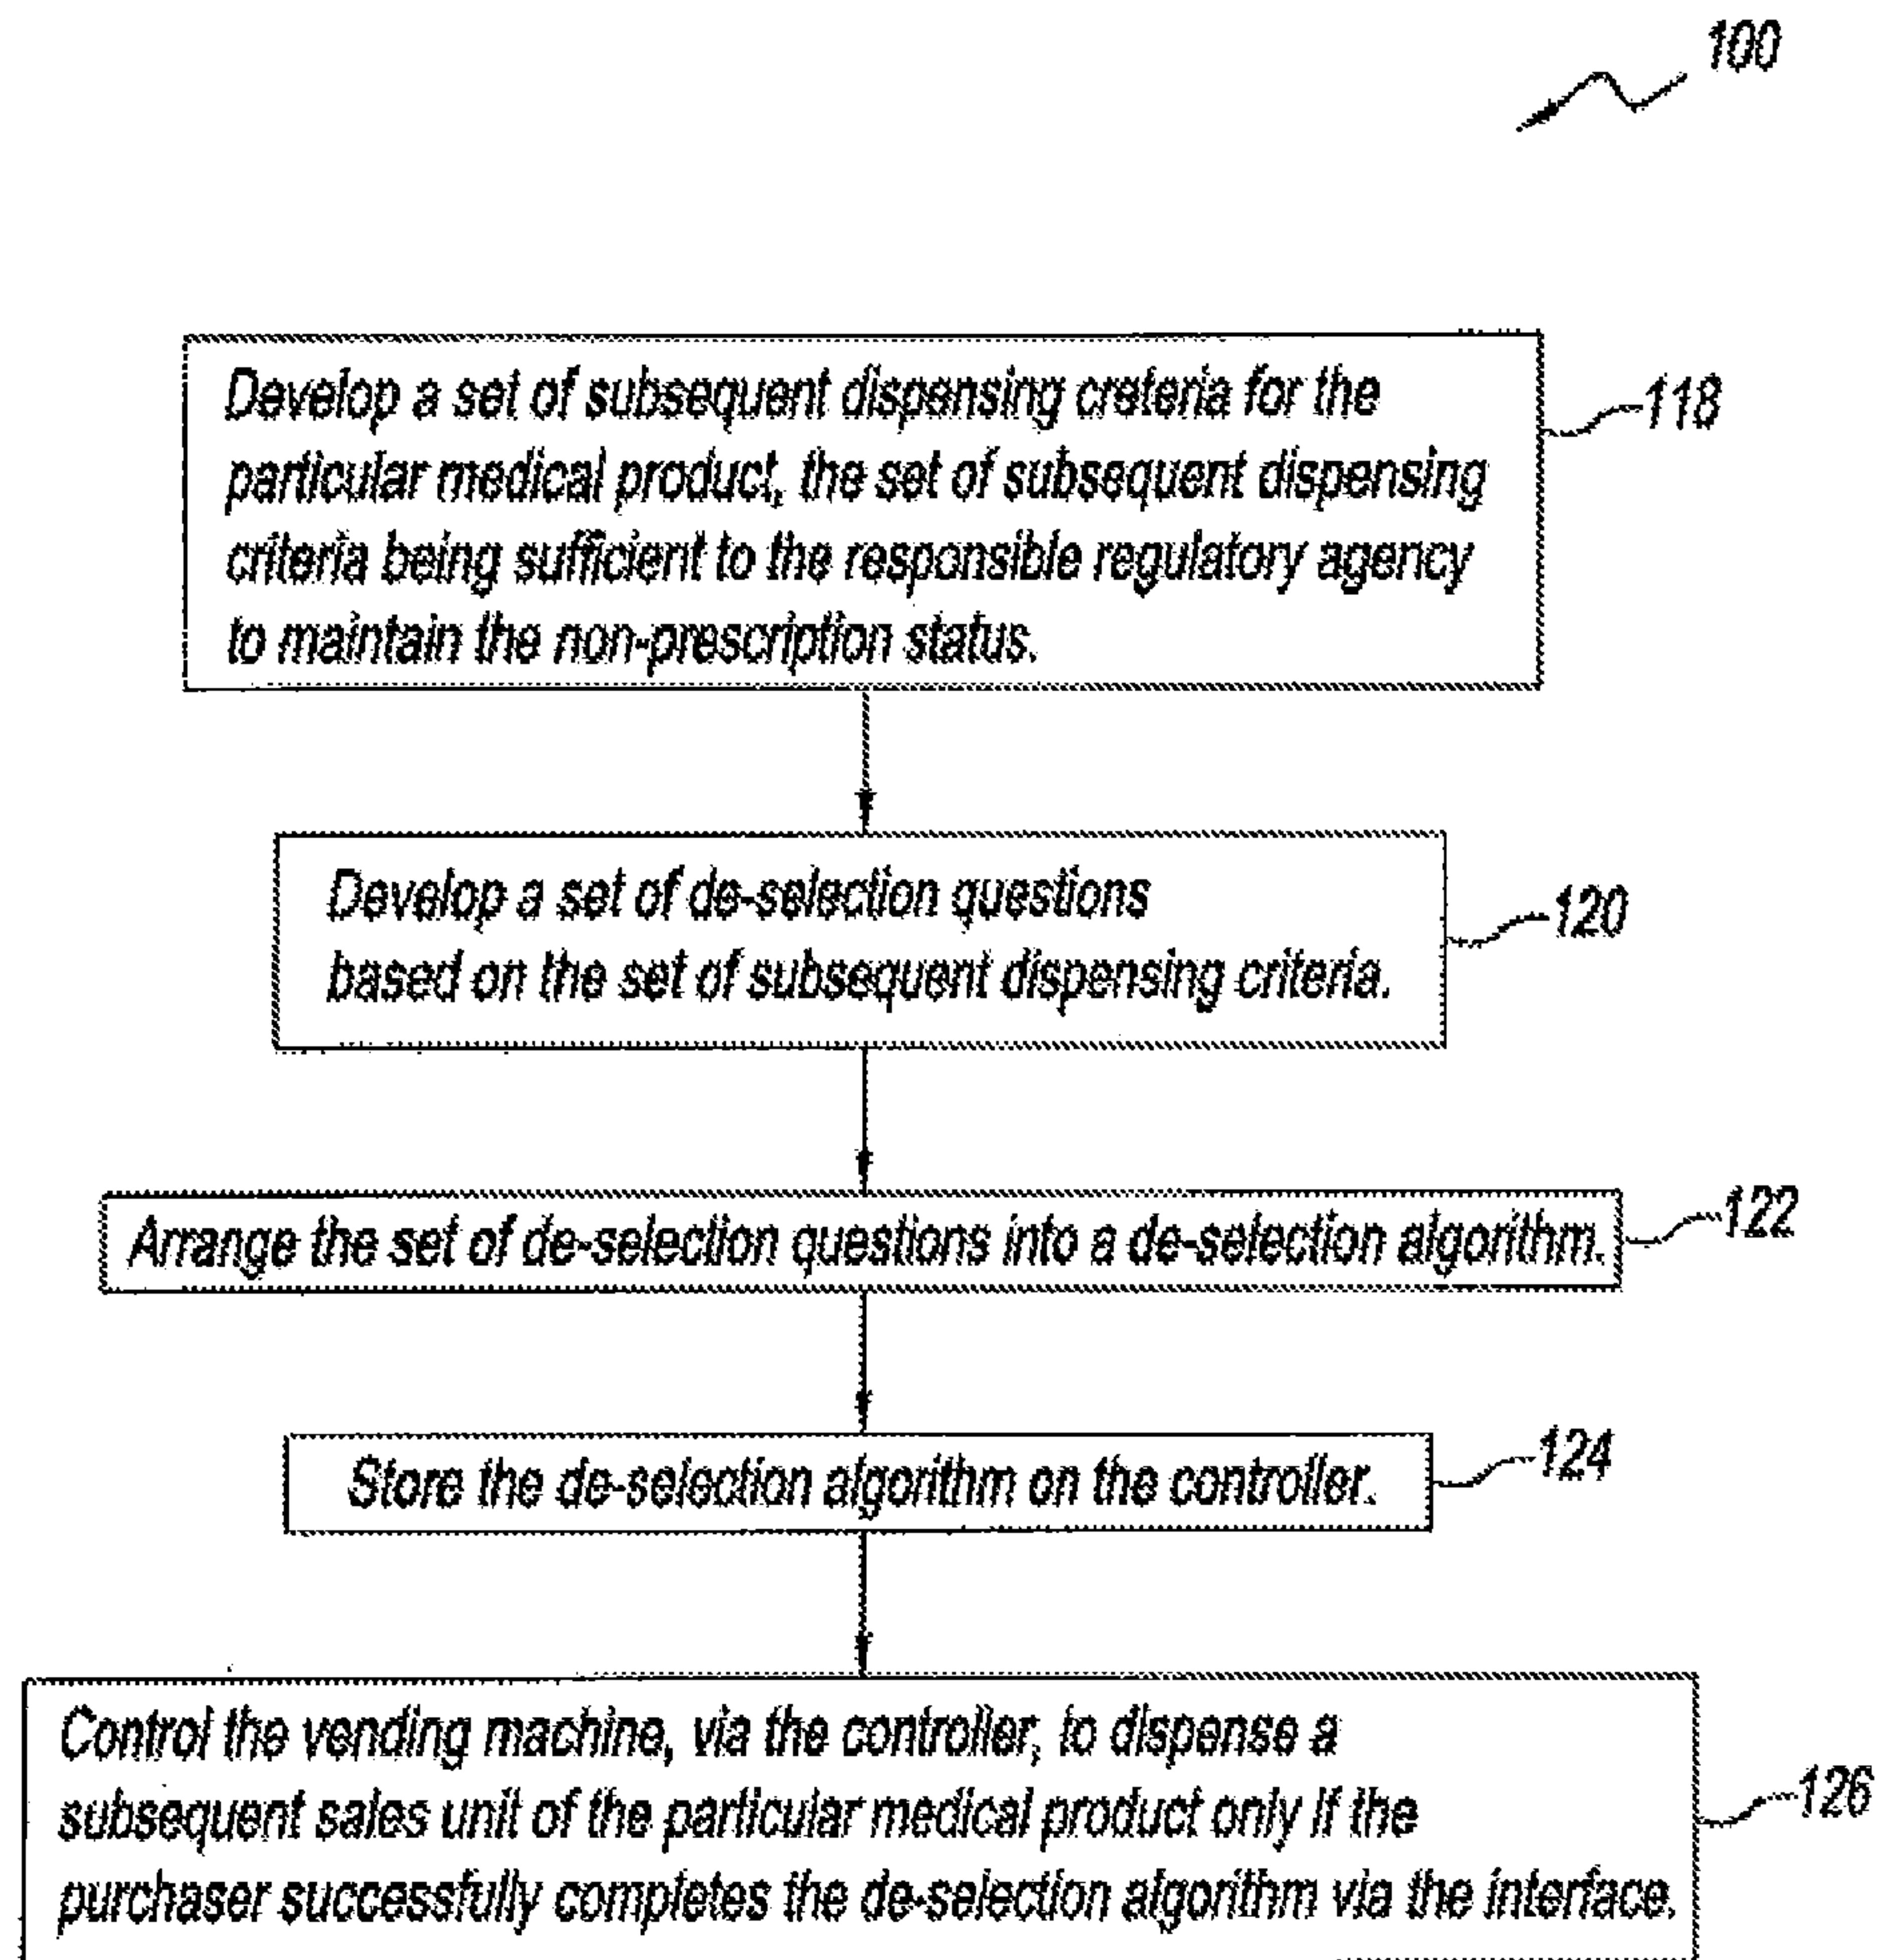 100
Develop a set of subsequent dispensing creteria for the
particular medical product, the set of subsequent dispensing
criteria being sufficient to the responsible regulatory agency
to maintain the non-prescription status.
118
Develop a set of de-selection questions
based on the set of subsequent dispensing criteria.
120
Arrange the set of de-selection questions into a de-selection algorithm.
122
Store the de-selection algorithm on the controller.
124
Control the vending machine, via the controller, to dispense a
subsequent sales unit of the particular medical product only if the
purchaser successfully completes the de-selection algorithm via the interface.
126